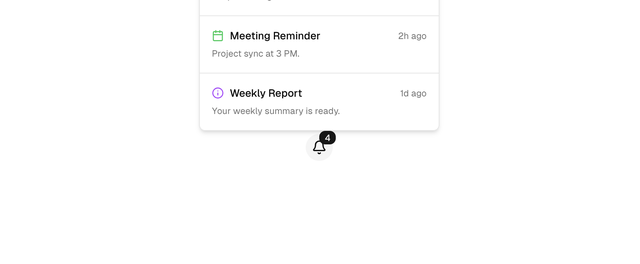 Meeting Reminder
2h ago
Project sync at 3 PM.
Weekly Report
1d ago
Your weekly summary is ready.
4